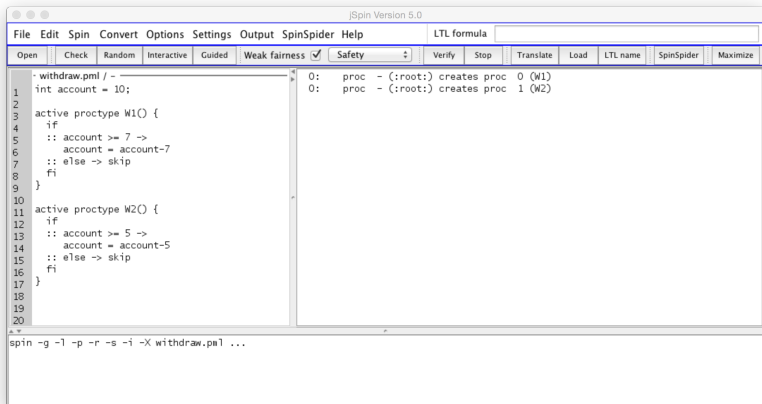 jSpin Version 5.0
File Edit Spin Convert Options Settings Output SpinSpider Help LTL formula
Open Check Random Interactive Guided Weak fairness Safety Verify Stop Translate Load LTL name SpinSpider Maximize
withdraw.pml / -
1 int account = 10;
2
3 active proctype W1() {
4 if
5 :: account >= 7 ->
6 account = account-7
7 :: else -> skip
8 fi
9 }
10
11 active proctype W2() {
12 if
13 :: account >= 5 ->
14 account = account-5
15 :: else -> skip
16 fi
17 }
18
19
20
0: proc - (:root:) creates proc 0 (W1)
0: proc - (:root:) creates proc 1 (W2)
spin -g -l -p -r -s -i -X withdraw.pml ...